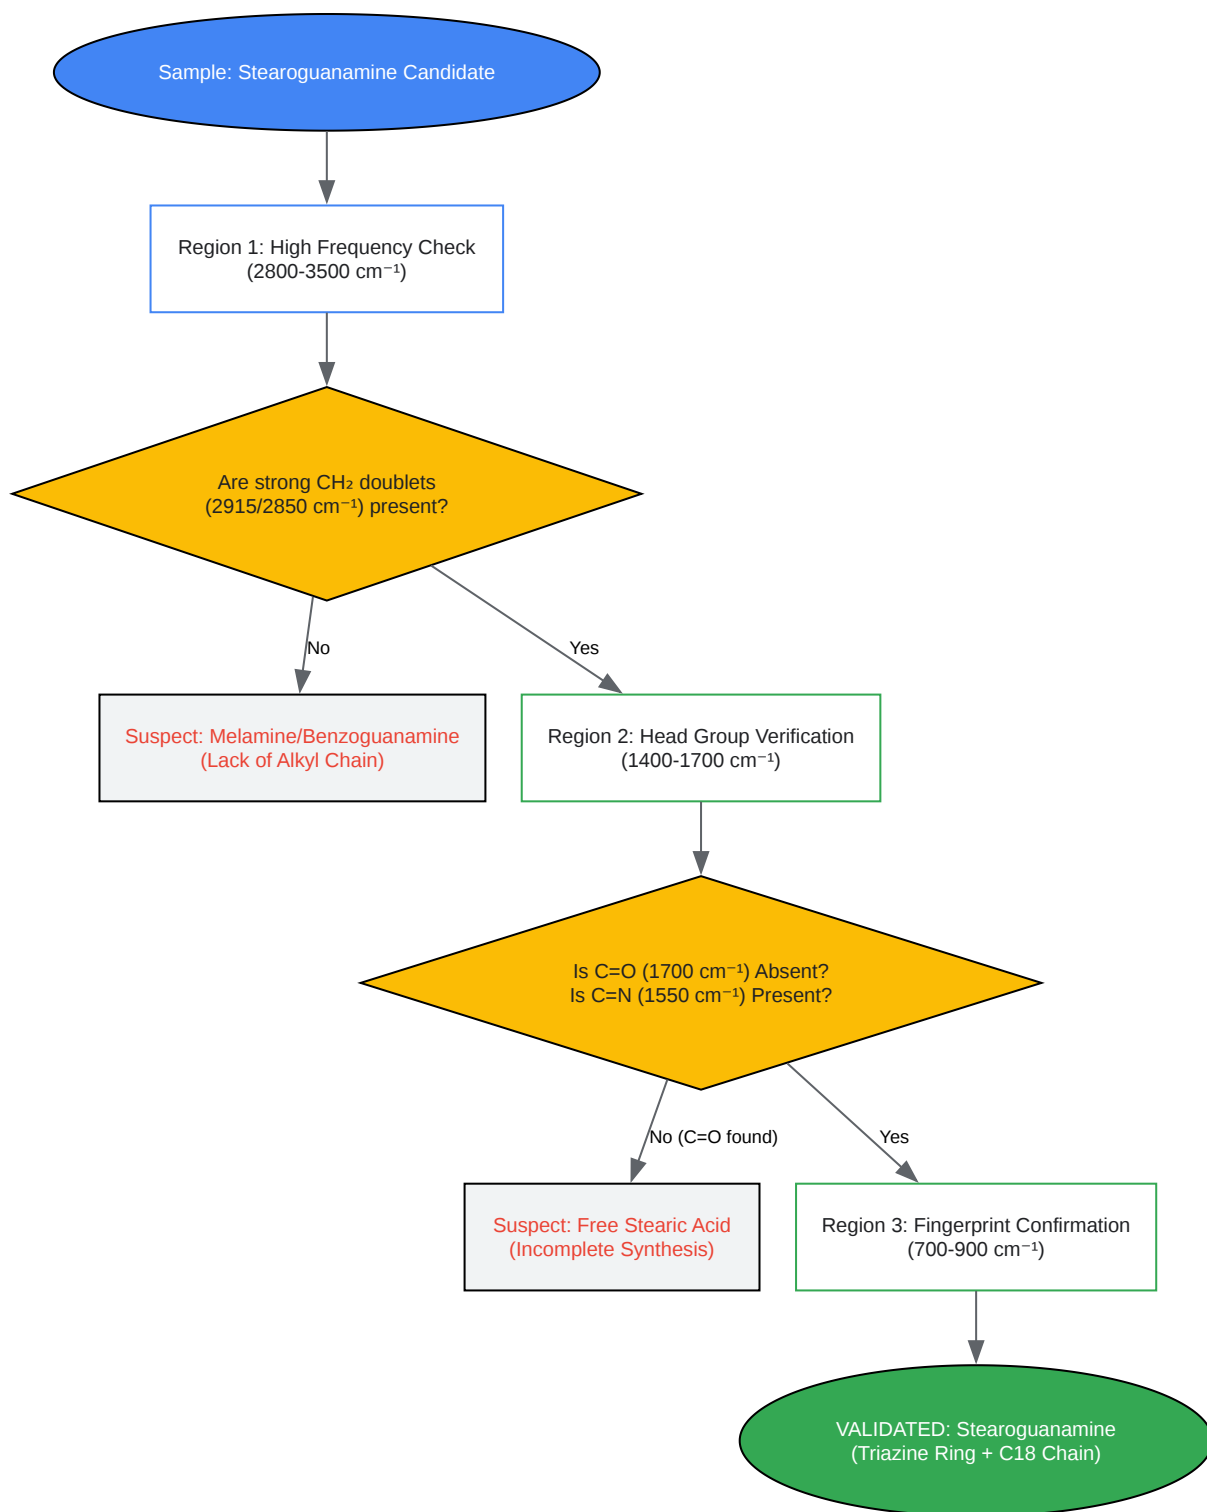 Sample: Stearoguanamine Candidate
Region 1: High Frequency Check
(2800-3500 cm⁻¹)
Are strong CH₂ doublets
(2915/2850 cm⁻¹) present?
No
Yes
Suspect: Melamine/Benzoguanamine
(Lack of Alkyl Chain)
Region 2: Head Group Verification
(1400-1700 cm⁻¹)
Is C=O (1700 cm⁻¹) Absent?
Is C=N (1550 cm⁻¹) Present?
No (C=O found)
Yes
Suspect: Free Stearic Acid
(Incomplete Synthesis)
Region 3: Fingerprint Confirmation
(700-900 cm⁻¹)
VALIDATED: Stearoguanamine
(Triazine Ring + C18 Chain)